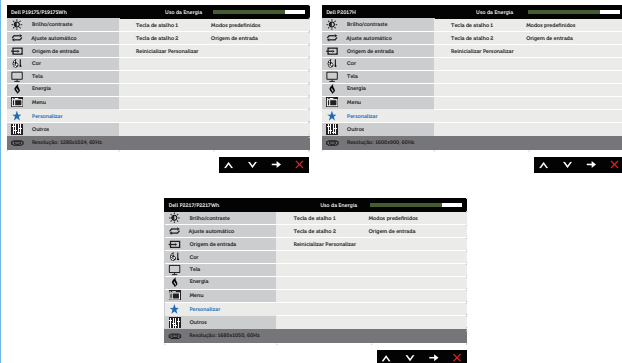 Dell P1917S/P1917SWh Uso da Energia
Brilho/contraste Tecla de atalho 1 Modos predefinidos
Ajuste automático Tecla de atalho 2 Origem de entrada
Origem de entrada Reinicializar Personalizar
Cor
Tela
Energia
Menu
Personalizar
Outros
Resolução: 1280x1024, 60Hz
Dell P2017H Uso da Energia
Brilho/contraste Tecla de atalho 1 Modos predefinidos
Ajuste automático Tecla de atalho 2 Origem de entrada
Origem de entrada Reinicializar Personalizar
Cor
Tela
Energia
Menu
Personalizar
Outros
Resolução: 1600x900, 60Hz
Dell P2217/P2217Wh Uso da Energia
Brilho/contraste Tecla de atalho 1 Modos predefinidos
Ajuste automático Tecla de atalho 2 Origem de entrada
Origem de entrada Reinicializar Personalizar
Cor
Tela
Energia
Menu
Personalizar
Outros
Resolução: 1680x1050, 60Hz